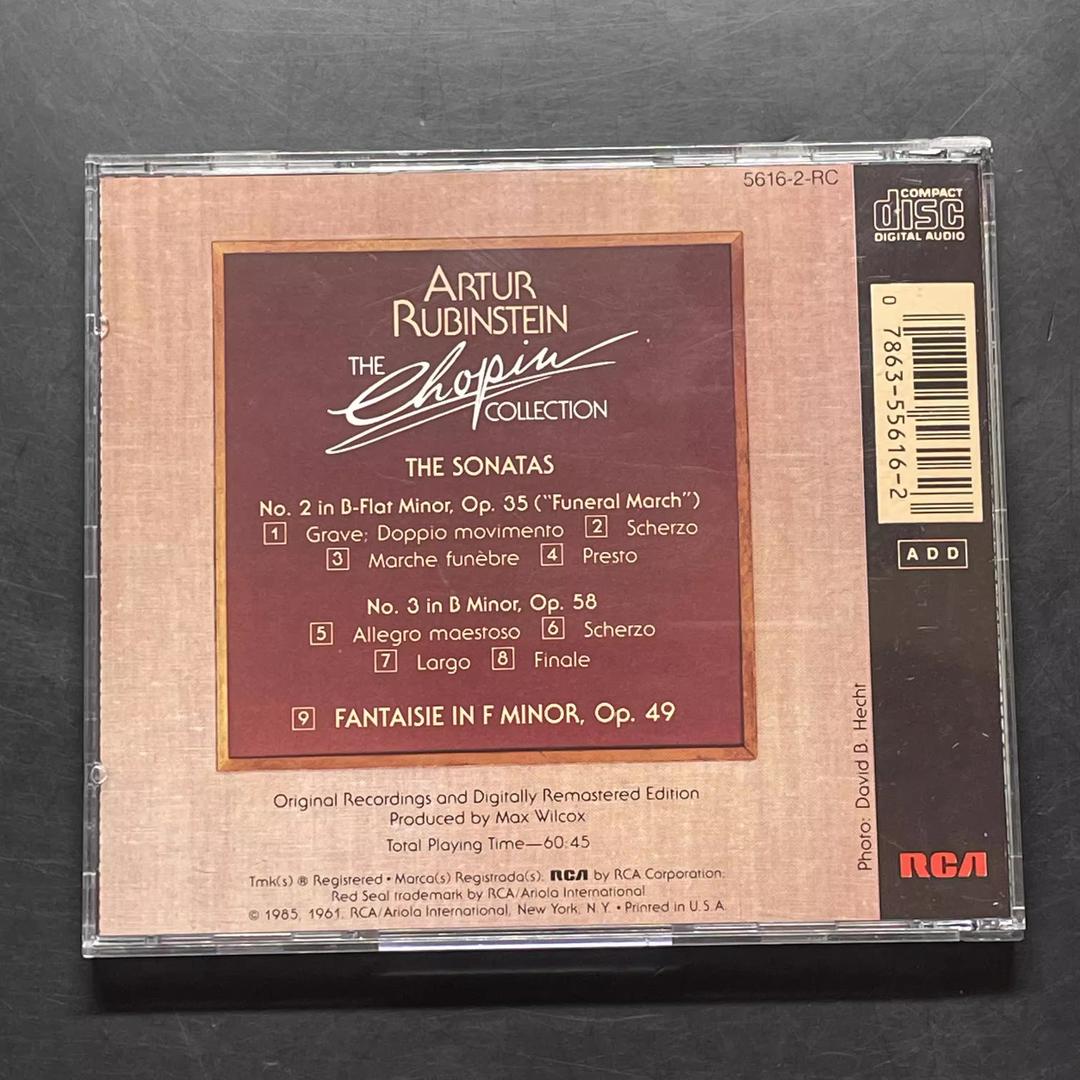 5616-2-RC
ARTUR
RUBINSTEIN
THE Chopin
COLLECTION
THE SONATAS
No. 2 in B-Flat Minor, Op. 35 ("Funeral March")
1 Grave; Doppio movimento 2 Scherzo
3 Marche funèbre 4 Presto
No. 3 in B Minor, Op. 58
5 Allegro maestoso 6 Scherzo
7 Largo 8 Finale
9 FANTAISIE IN F MINOR, Op. 49
Original Recordings and Digitally Remastered Edition
Produced by Max Wilcox
Total Playing Time—60:45
Tmk(s) ® Registered • Marca(s) Registrada(s). RCA by RCA Corporation;
Red Seal trademark by RCA/Ariola International
© 1985, 1961, RCA/Ariola International, New York, N.Y. • Printed in U.S.A.
Photo: David B. Hecht
COMPACT
disc
DIGITAL AUDIO
0 7863-55616-2
ADD
RCA